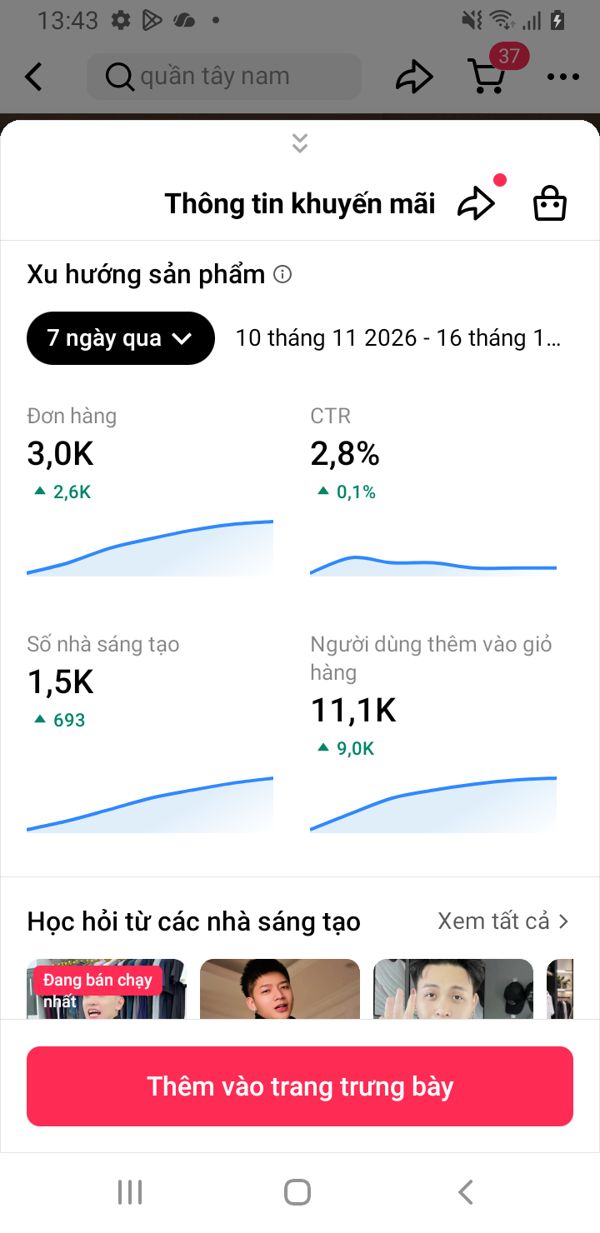 13:43
quần tây nam
37
Thông tin khuyến mãi
Xu hướng sản phẩm
7 ngày qua
10 tháng 11 2026 - 16 tháng 1...
Đơn hàng
3,0K
2,6K
CTR
2,8%
0,1%
Số nhà sáng tạo
1,5K
693
Người dùng thêm vào giỏ
hàng
11,1K
9,0K
Học hỏi từ các nhà sáng tạo
Xem tất cả
Đang bán chạy
nhất
Thêm vào trang trưng bày